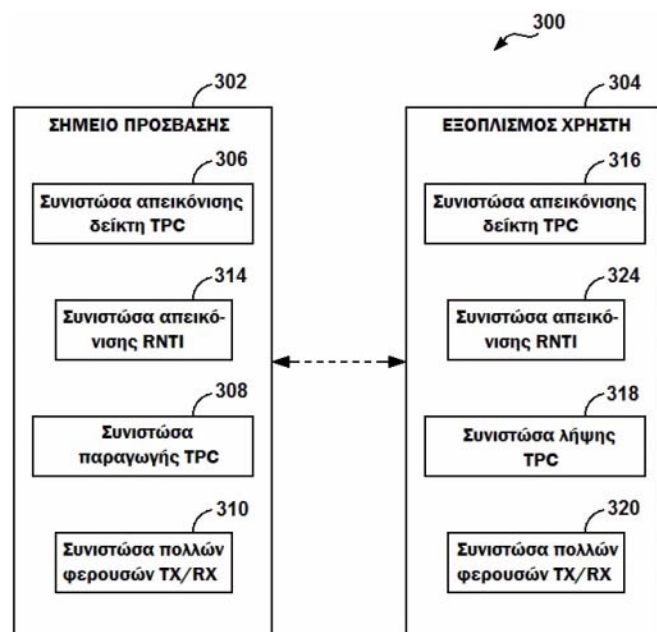 300
302
304
ΣΗΜΕΙΟ ΠΡΟΣΒΑΣΗΣ
306
Συνιστώσα απεικόνισης
δείκτη TPC
314
Συνιστώσα απεικό-
νισης RNTI
308
Συνιστώσα
παραγωγής TPC
310
Συνιστώσα πολλών
φερουσών TX/RX
ΕΞΟΠΛΙΣΜΟΣ ΧΡΗΣΤΗ
316
Συνιστώσα απεικόνισης
δείκτη TPC
324
Συνιστώσα απεικό-
νισης RNTI
318
Συνιστώσα λήψης
TPC
320
Συνιστώσα πολλών
φερουσών TX/RX